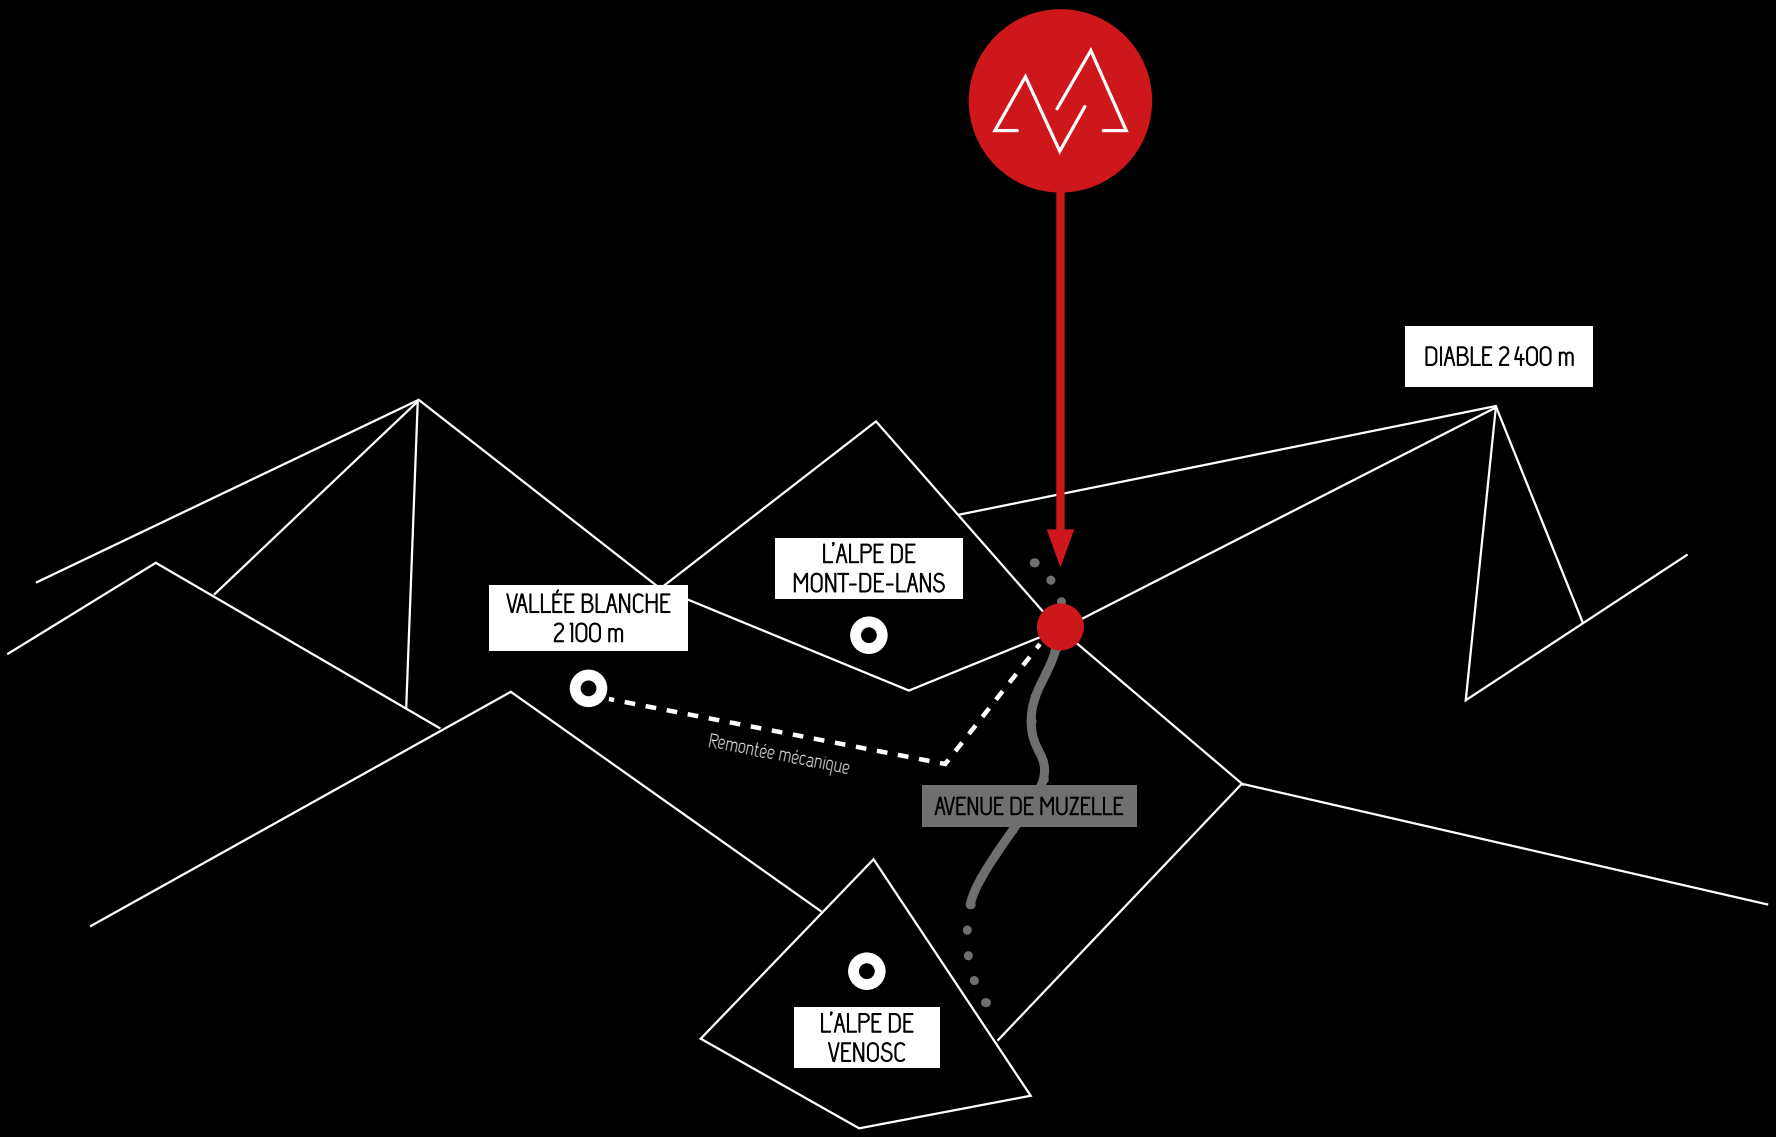 DIABLE 2 400 m
L'ALPE DE
MONT-DE-LANS
VALLÉE BLANCHE
2 100 m
Remontée mécanique
AVENUE DE MUZELLE
L'ALPE DE
VENOSC